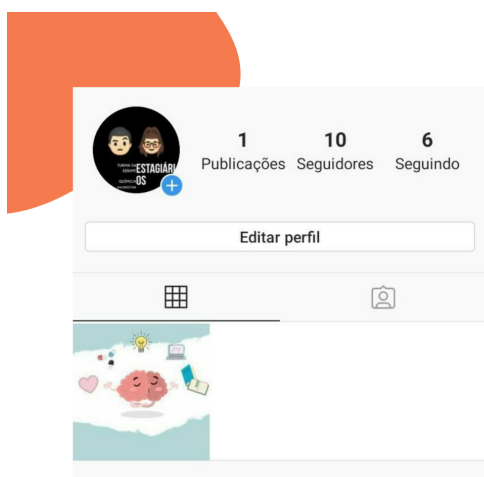 1 10 6
Publicações Seguidores Seguindo
ESTAGIÁRI
OS
Editar perfil